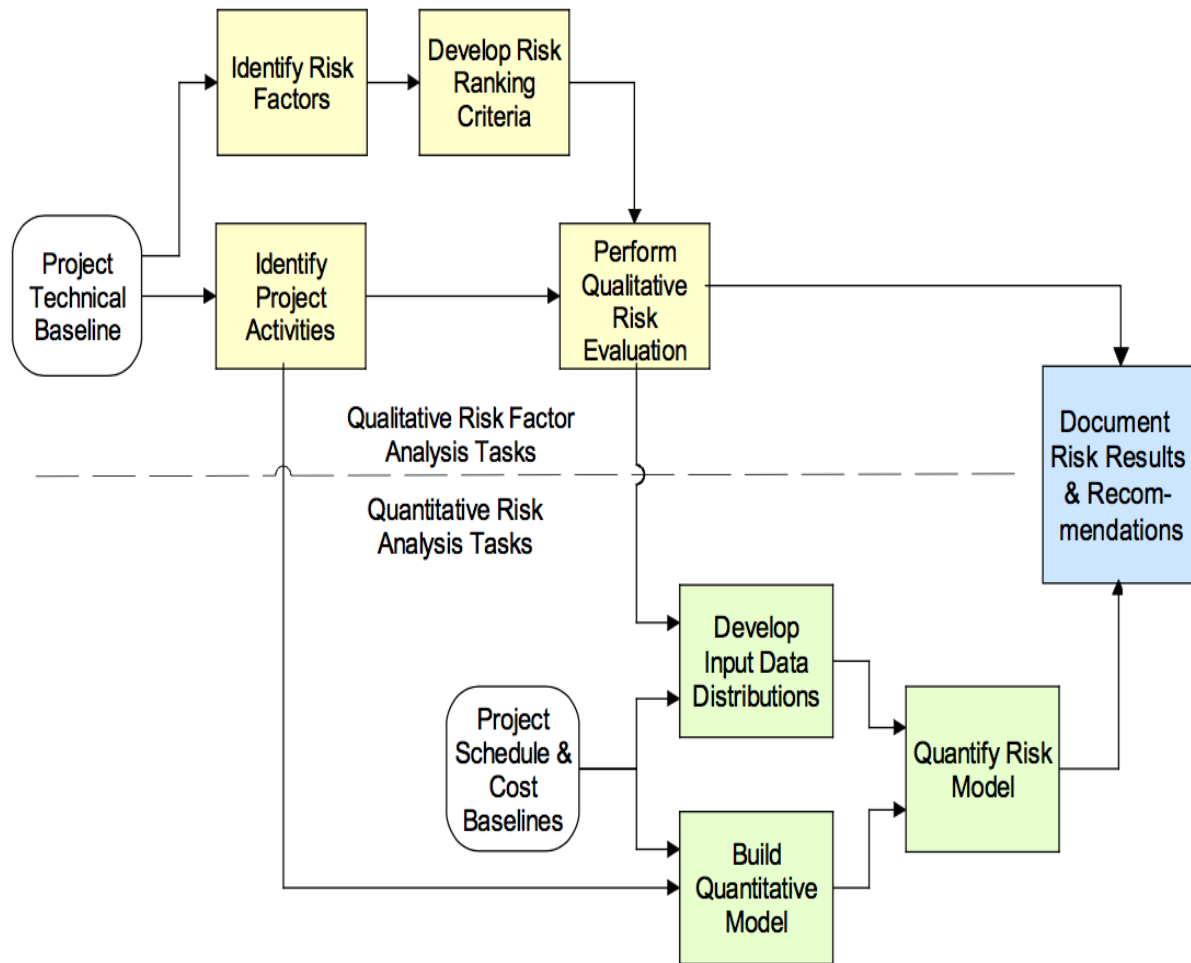 Identify Risk
Factors
Develop Risk
Ranking
Criteria
Project
Technical
Baseline
Identify
Project
Activities
Perform
Qualitative
Risk
Evaluation
Document
Risk Results
& Recom-
mendations
Qualitative Risk Factor
Analysis Tasks
Quantitative Risk
Analysis Tasks
Develop
Input Data
Distributions
Project
Schedule &
Cost
Baselines
Quantify Risk
Model
Build
Quantitative
Model